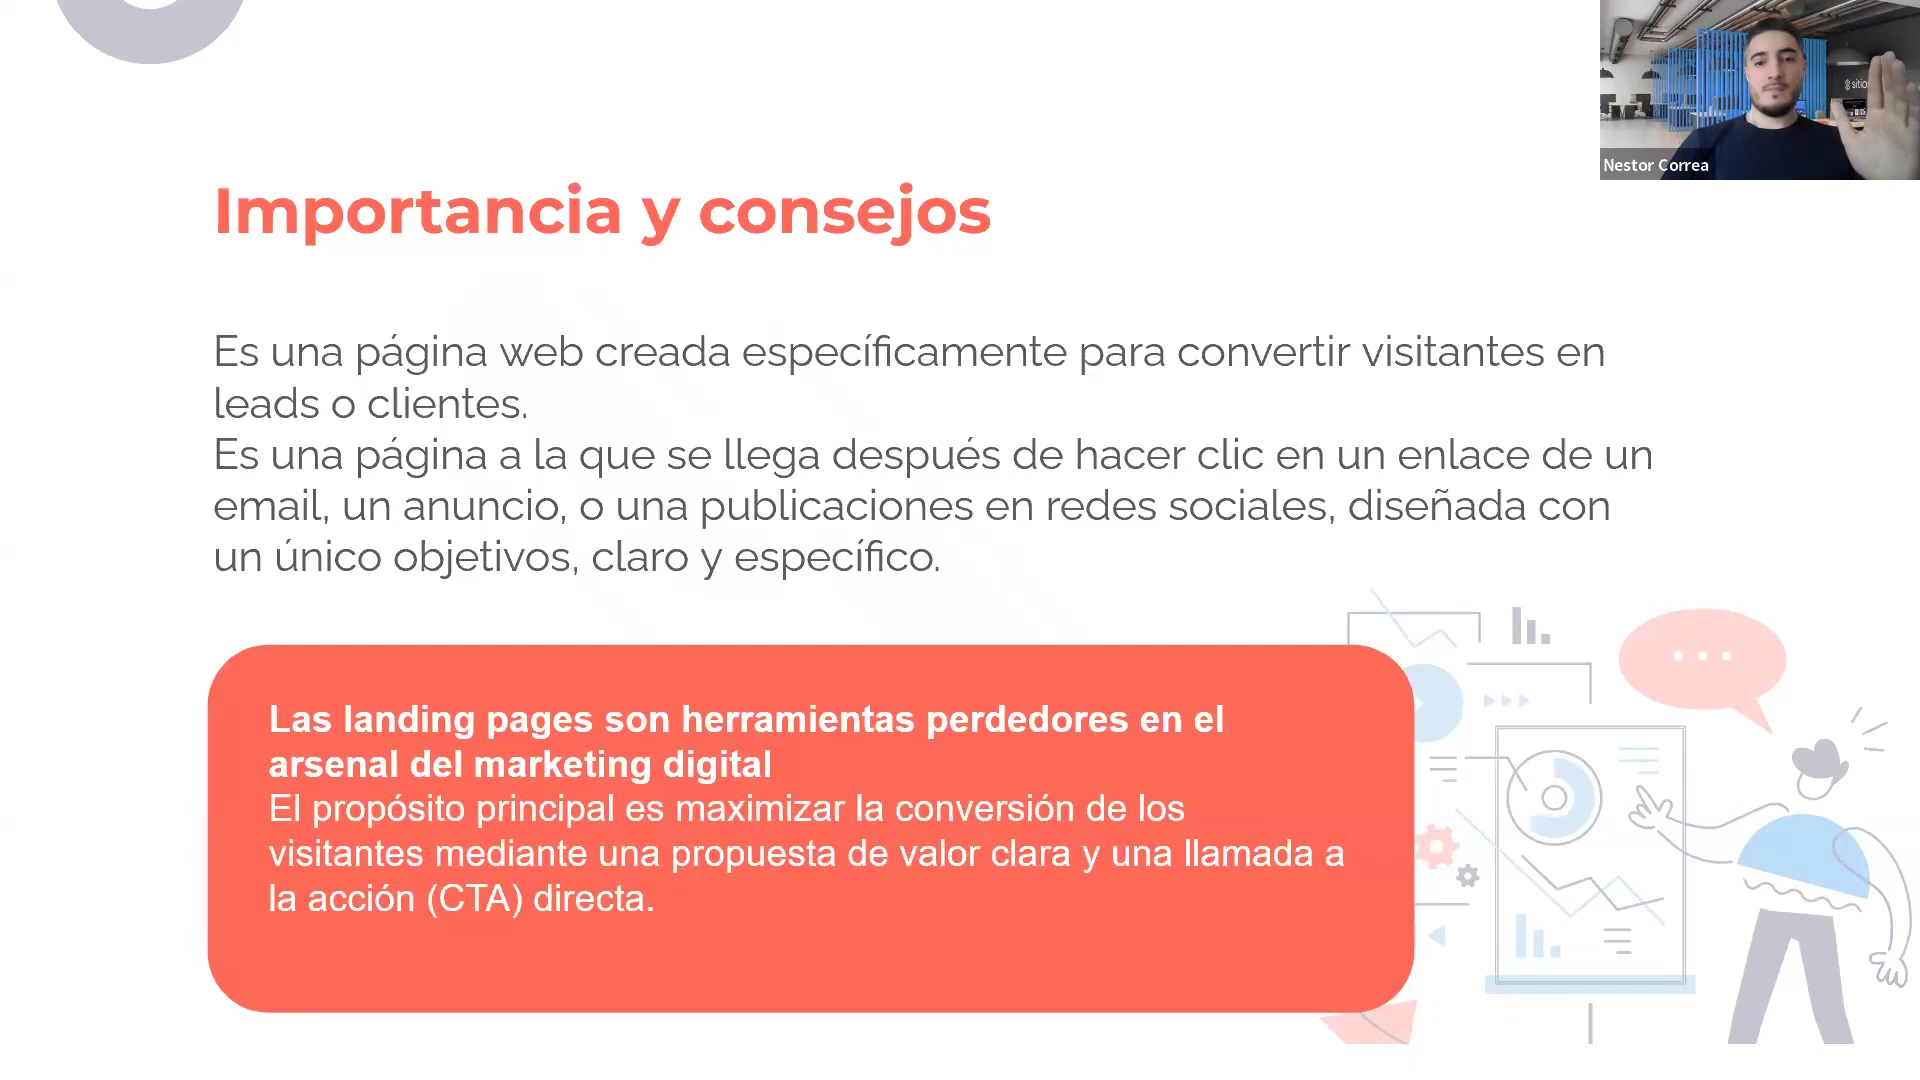 sitios
Nestor Correa
Importancia y consejos
Es una página web creada específicamente para convertir visitantes en
leads o clientes.
Es una página a la que se llega después de hacer clic en un enlace de un
email, un anuncio, o una publicaciones en redes sociales, diseñada con
un único objetivos, claro y específico.
Las landing pages son herramientas perdedores en el
arsenal del marketing digital
El propósito principal es maximizar la conversión de los
visitantes mediante una propuesta de valor clara y una llamada a
la acción (CTA) directa.